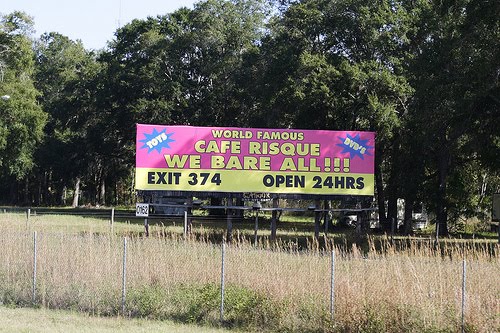 WORLD FAMOUS
TOYS
CAFE RISQUE
DVD'S
WE BARE ALL!!!
EXIT 374 OPEN 24HRS